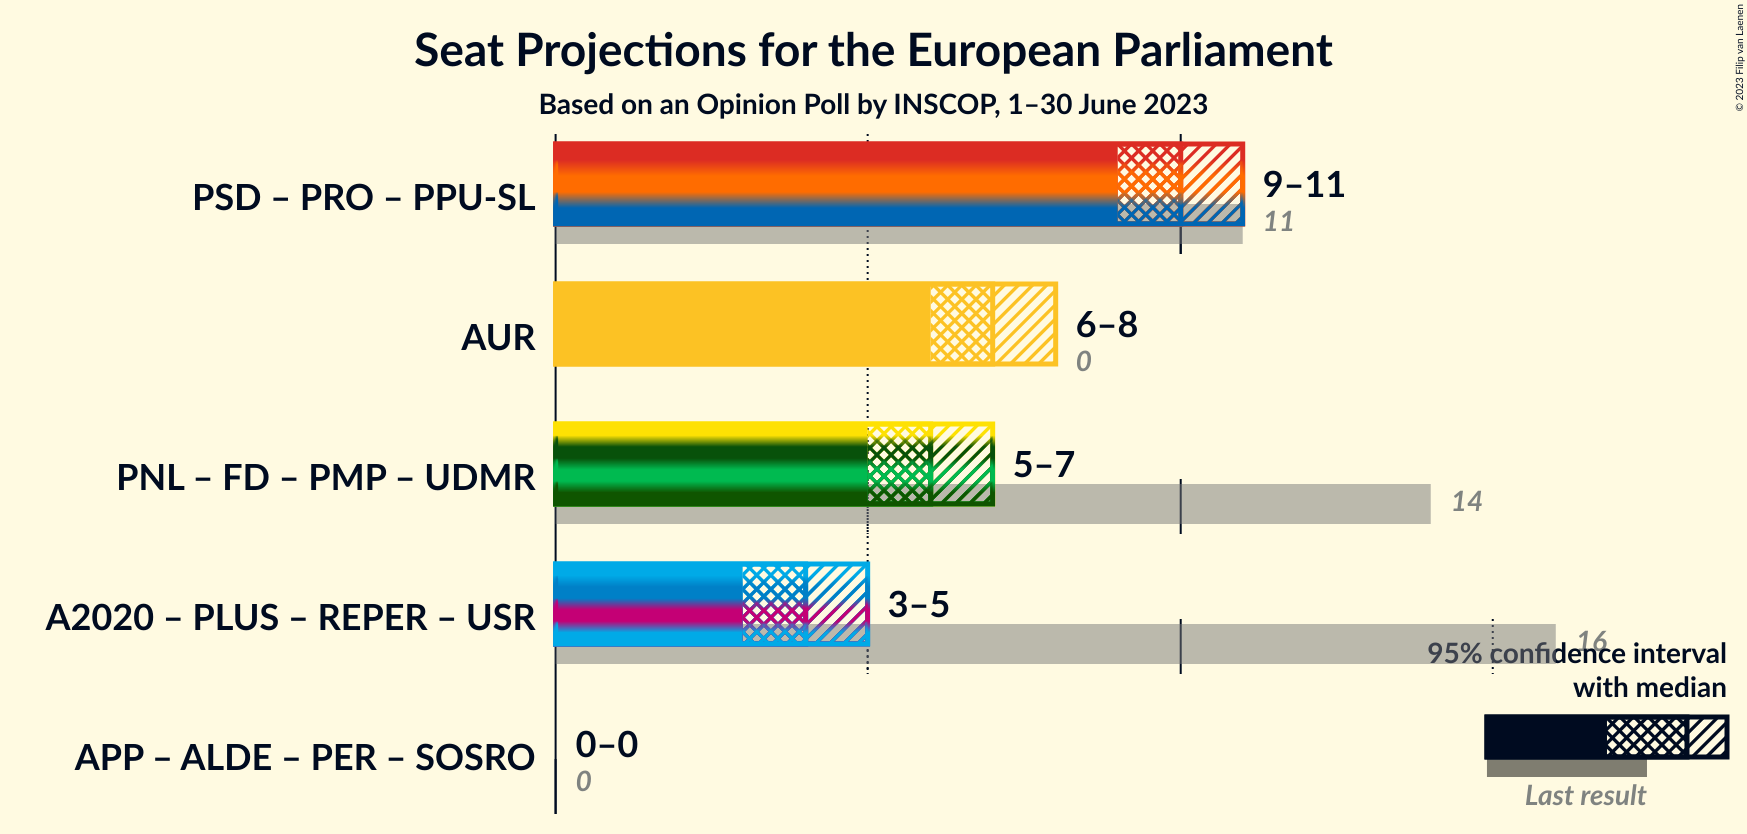 Seat Projections for the European Parliament
Based on an Opinion Poll by INSCOP, 1–30 June 2023
© 2023 Filip van Laenen
PSD – PRO – PPU-SL
9–11
11
AUR
6–8
0
PNL – FD – PMP – UDMR
5–7
14
A2020 – PLUS – REPER – USR
3–5
16
95% confidence interval
with median
Last result
APP – ALDE – PER – SOSRO
0–0
0